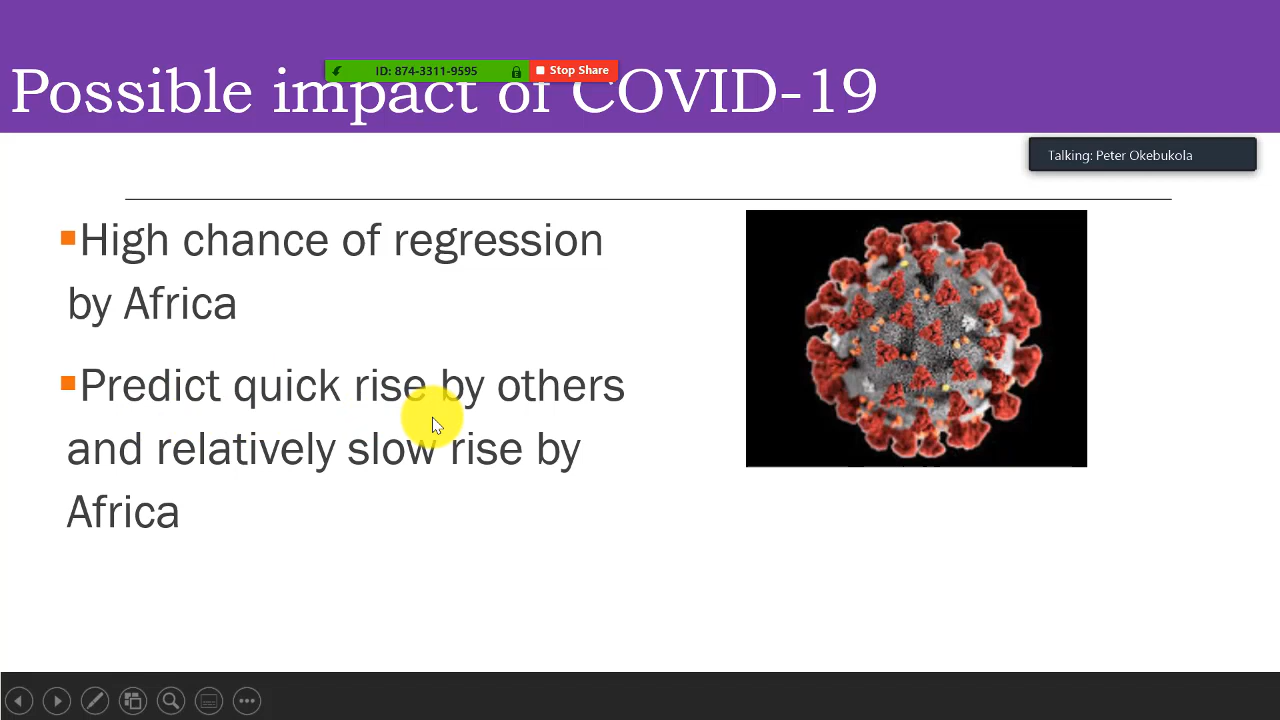 ID: 874-3311-9595
Stop Share
Possible impact of COVID-19
Talking: Peter Okebukola
High chance of regression
by Africa
Predict quick rise by others
and relatively slow rise by
Africa